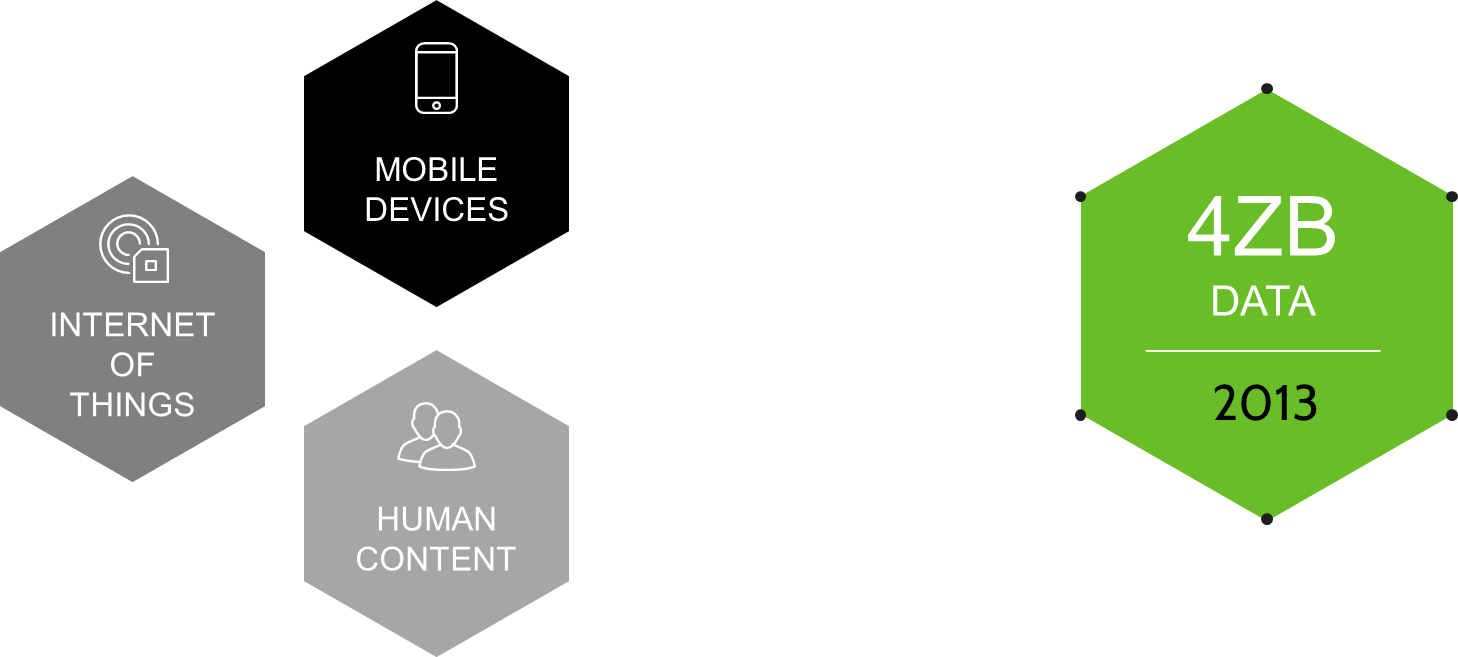 MOBILE
DEVICES
INTERNET
OF
THINGS
HUMAN
CONTENT
4ZB
DATA
2013